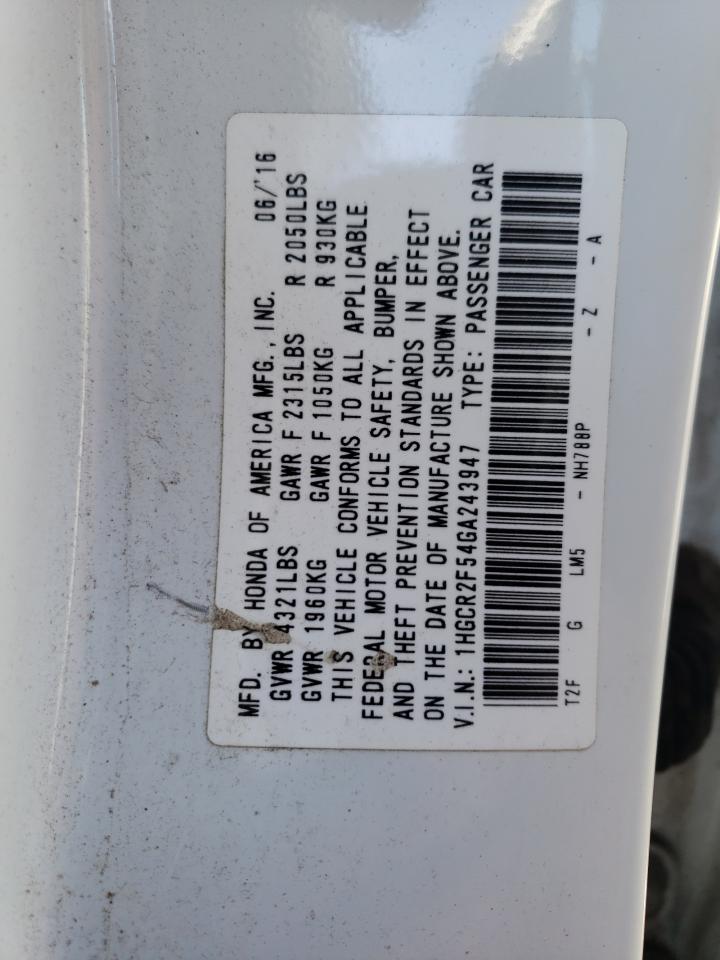 MFD. BY HONDA OF AMERICA MFG., INC. 06/'16
GVWR 4321LBS GAWR F 2315LBS R 2050LBS
GVWR 1960KG GAWR F 1050KG R 930KG
THIS VEHICLE CONFORMS TO ALL APPLICABLE
FEDERAL MOTOR VEHICLE SAFETY, BUMPER,
AND THEFT PREVENTION STANDARDS IN EFFECT
ON THE DATE OF MANUFACTURE SHOWN ABOVE.
V.I.N.: 1HGCR2F54GA243947 TYPE: PASSENGER CAR
T2F G LM5 - NH788P - Z - A